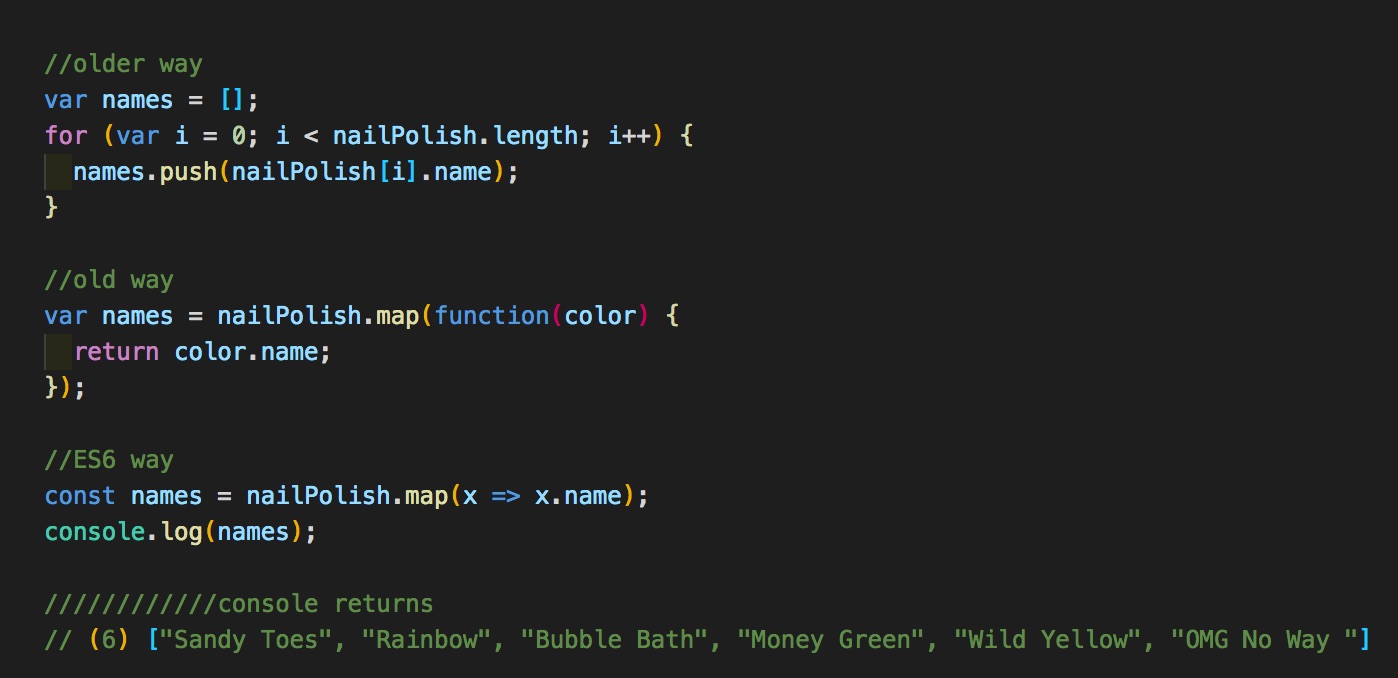 //older way
var names = [];
for (var i = 0; i < nailPolish.length; i++) {
  names.push(nailPolish[i].name);
}

//old way
var names = nailPolish.map(function(color) {
  return color.name;
});

//ES6 way
const names = nailPolish.map(x => x.name);
console.log(names);

////////////console returns
// (6) ["Sandy Toes", "Rainbow", "Bubble Bath", "Money Green", "Wild Yellow", "OMG No Way "]